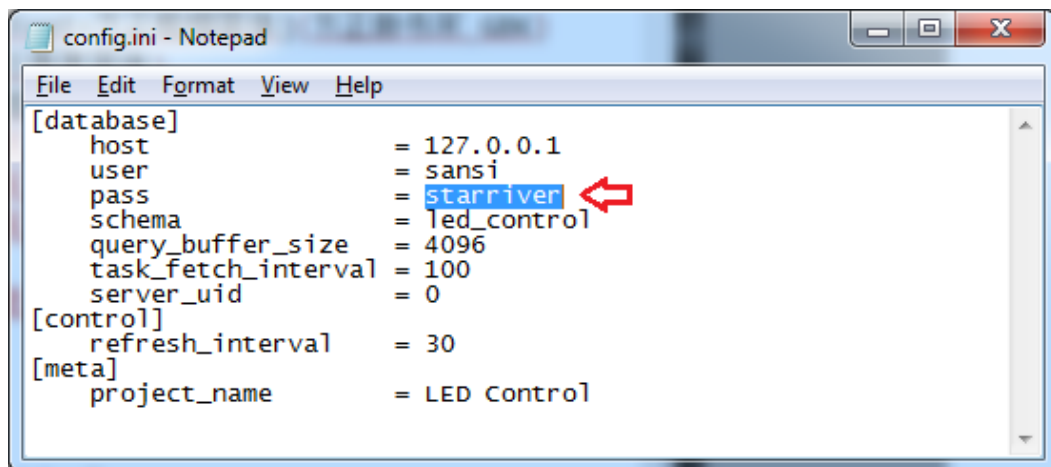 config.ini - Notepad
File Edit Format View Help
[database]
host = 127.0.0.1
user = sansi
pass = starriver
schema = led_control
query_buffer_size = 4096
task_fetch_interval = 100
server_uid = 0
[control]
refresh_interval = 30
[meta]
project_name = LED Control